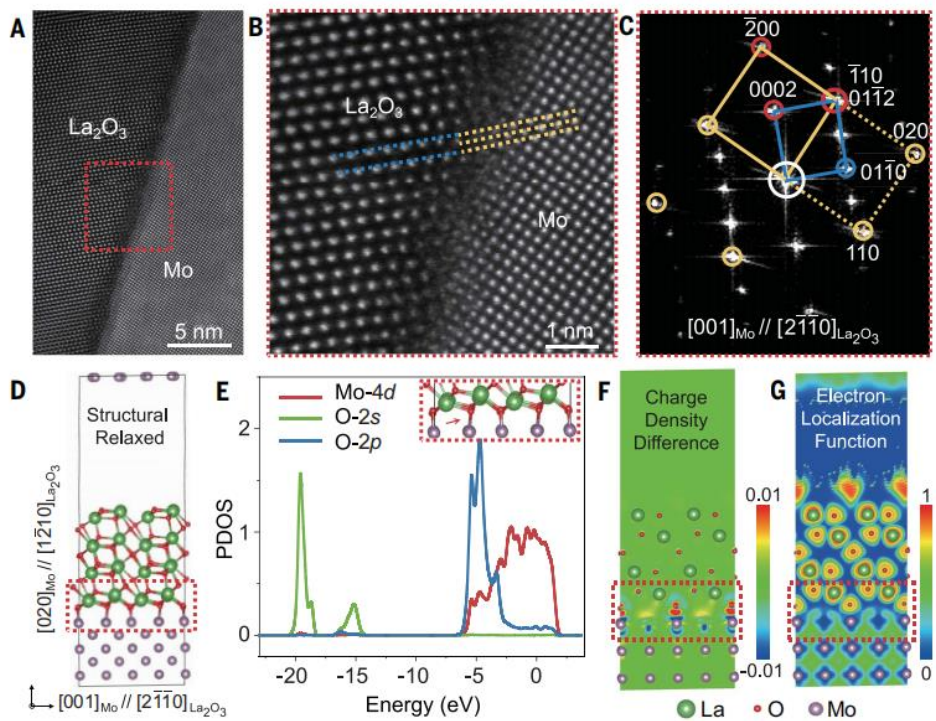 A
La₂O₃
Mo
5 nm
B
La₂O₃
Mo
1 nm
C
2̅00
0002
1̅10
011̅2
020
011̅0
110
[001]Mo // [21̅1̅0]La₂O₃
D
Structural
Relaxed
[020]Mo // [12̅10]La₂O₃
[001]Mo // [21̅1̅0]La₂O₃
E
Mo-4d
O-2s
O-2p
PDOS
2
1
0
-20
-15
-10
-5
0
Energy (eV)
F
Charge
Density
Difference
0.01
-0.01
G
Electron
Localization
Function
1
0
La
O
Mo